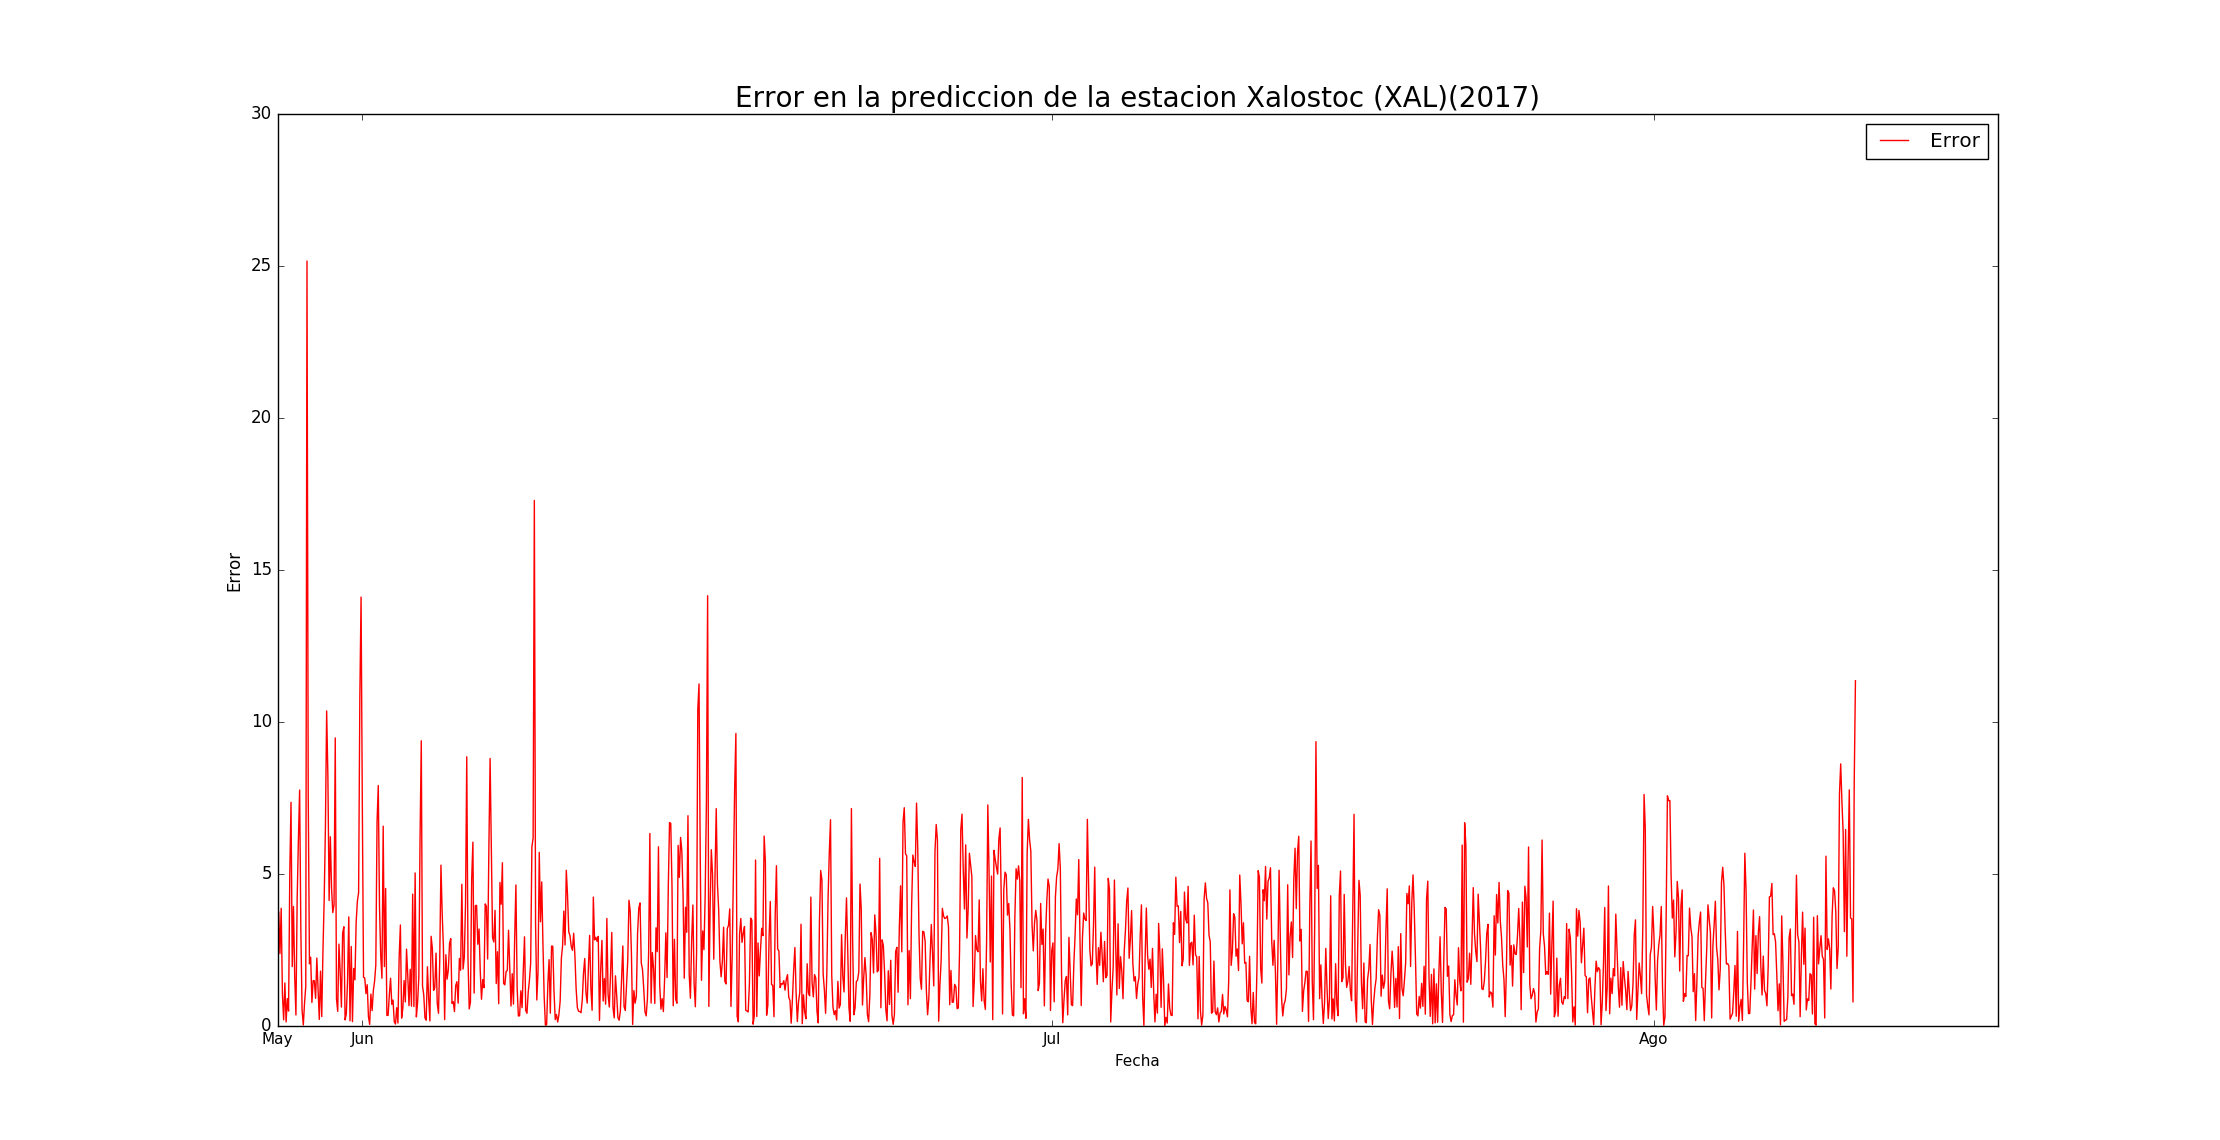 Error en la prediccion de la estacion Xalostoc (XAL)(2017)
Error
30
25
20
15
10
5
0
Error
May
Jun
Jul
Ago
Fecha